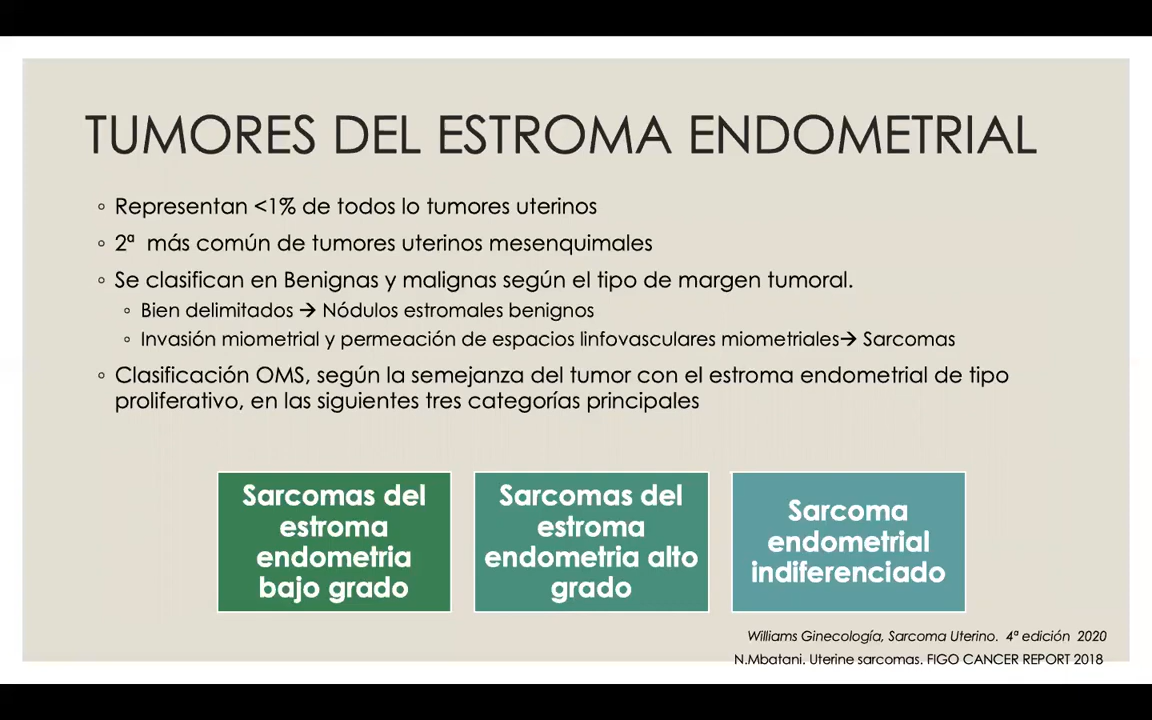 TUMORES DEL ESTROMA ENDOMETRIAL
◦ Representan <1% de todos lo tumores uterinos
◦ 2ª más común de tumores uterinos mesenquimales
◦ Se clasifican en Benignas y malignas según el tipo de margen tumoral.
◦ Bien delimitados → Nódulos estromales benignos
◦ Invasión miometrial y permeación de espacios linfovasculares miometriales→ Sarcomas
◦ Clasificación OMS, según la semejanza del tumor con el estroma endometrial de tipo
proliferativo, en las siguientes tres categorías principales
Sarcomas del
estroma
endometria
bajo grado
Sarcomas del
estroma
endometria alto
grado
Sarcoma
endometrial
indiferenciado
Williams Ginecología, Sarcoma Uterino. 4ª edición 2020
N.Mbatani. Uterine sarcomas. FIGO CANCER REPORT 2018